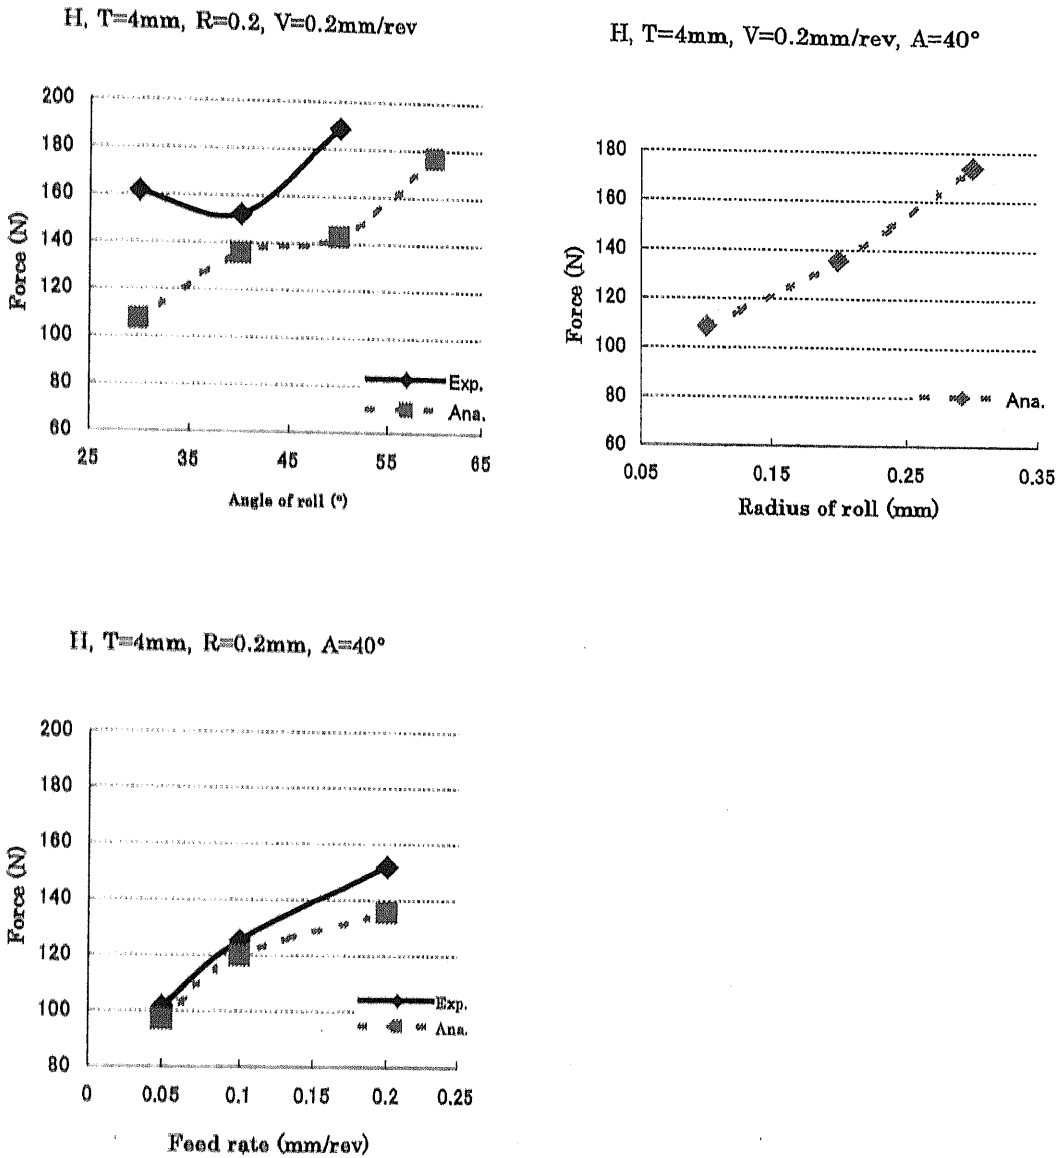 H, T=4mm, R=0.2, V=0.2mm/rev
200
180
160
140
120
100
80
60
25
35
45
55
65
Force (N)
Angle of roll (°)
Exp.
Ana.
H, T=4mm, V=0.2mm/rev, A=40°
180
160
140
120
100
80
60
0.05
0.15
0.25
0.35
Force (N)
Radius of roll (mm)
Ana.
H, T=4mm, R=0.2mm, A=40°
200
180
160
140
120
100
80
0
0.05
0.1
0.15
0.2
0.25
Force (N)
Feed rate (mm/rev)
Exp.
Ana.